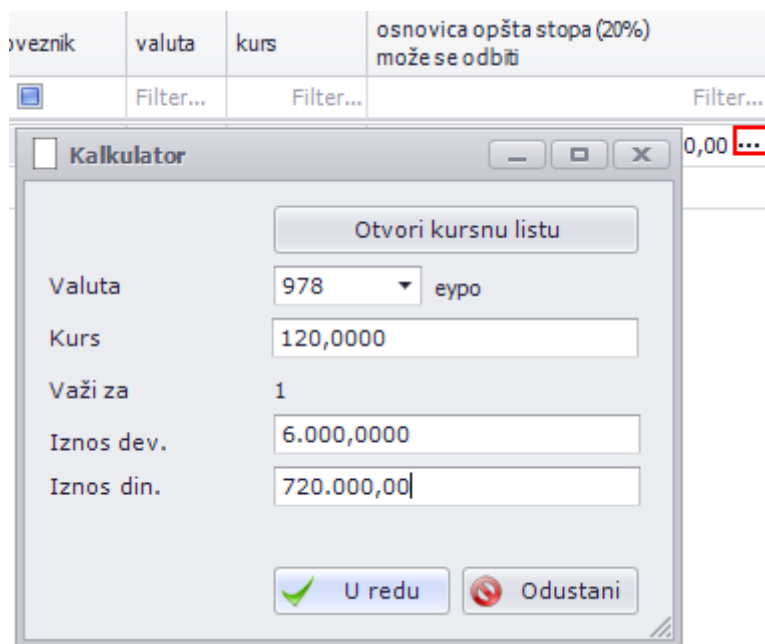 oveznik valuta kurs osnovica opšta stopa (20%)
može se odbiti
Filter... Filter... Filter...
Kalkulator 0,00 ...
Otvori kursnu listu
Valuta 978 eypo
Kurs 120,0000
Važi za 1
Iznos dev. 6.000,0000
Iznos din. 720.000,00
U redu Odustani